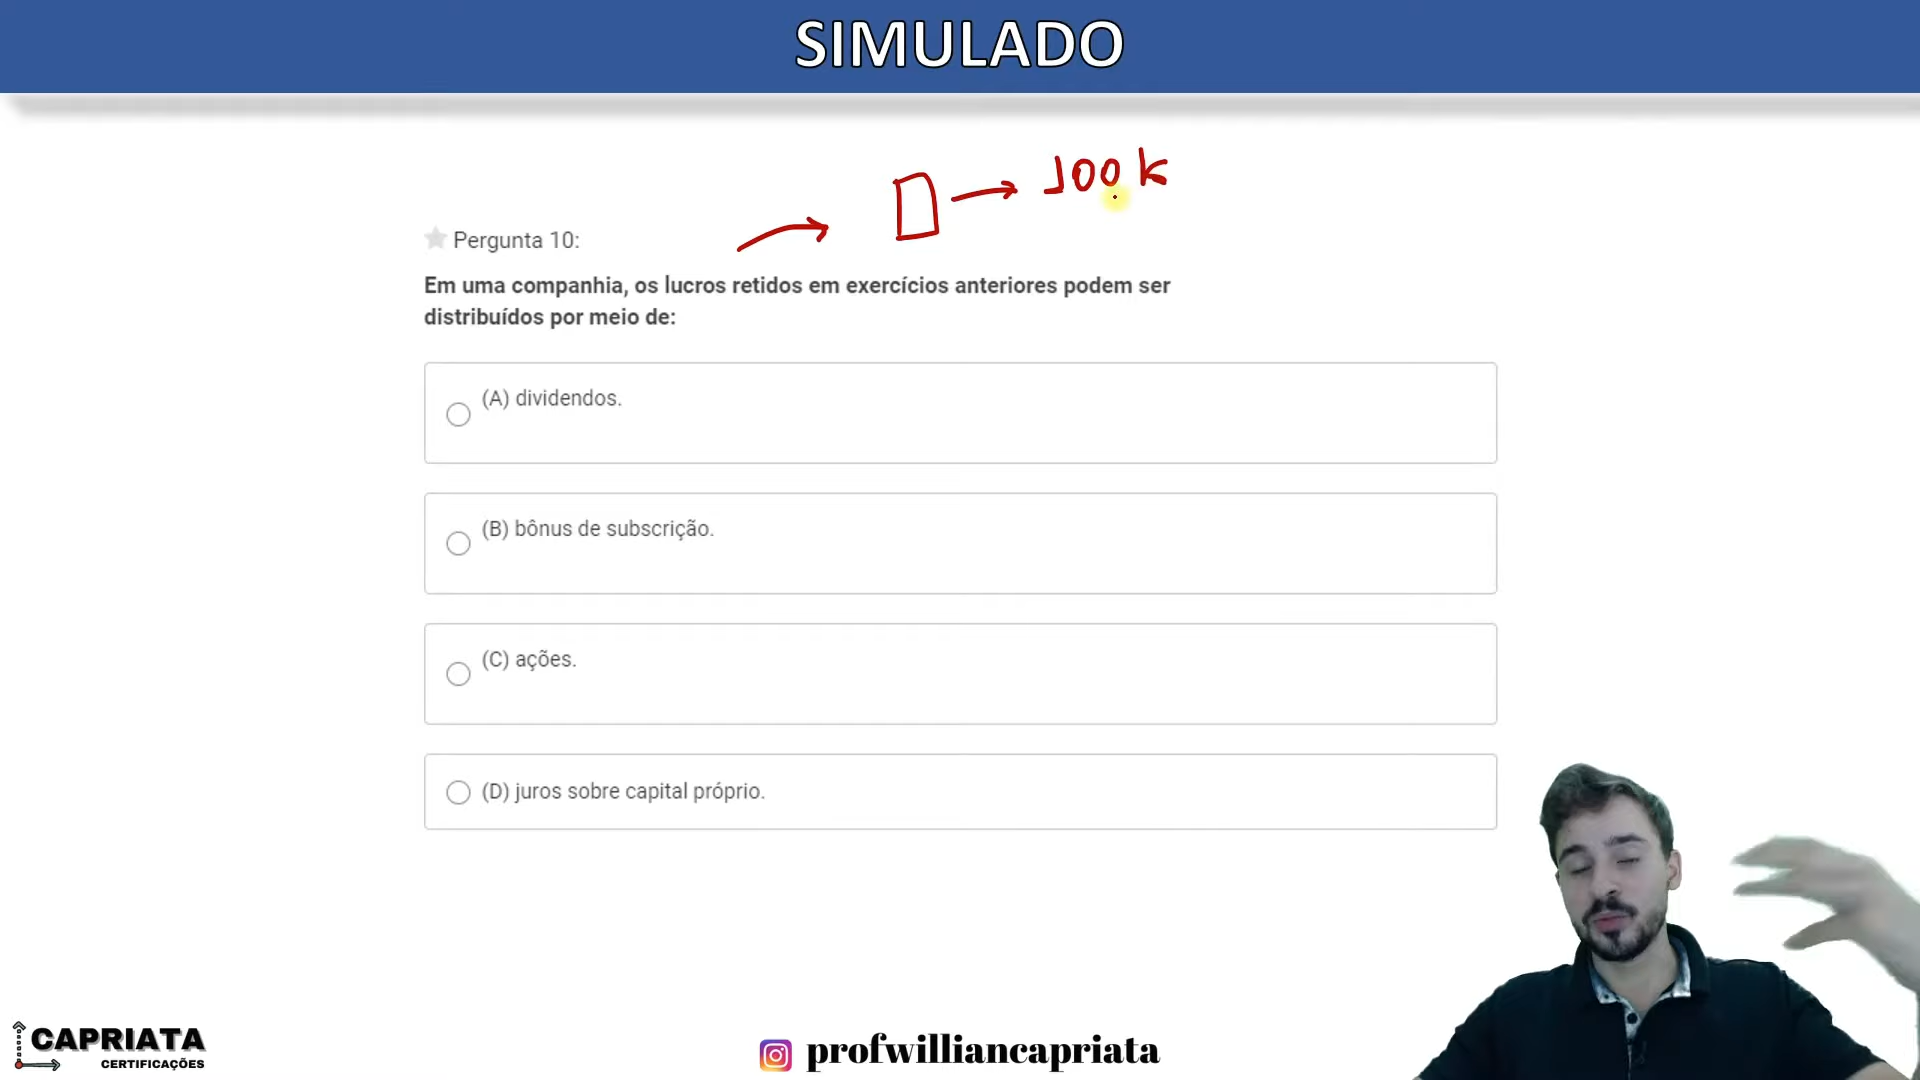 SIMULADO
100 k
Pergunta 10:
Em uma companhia, os lucros retidos em exercícios anteriores podem ser
distribuídos por meio de:
(A) dividendos.
(B) bônus de subscrição.
(C) ações.
(D) juros sobre capital próprio.
CAPRIATA
CERTIFICAÇÕES
profwilliancapriata